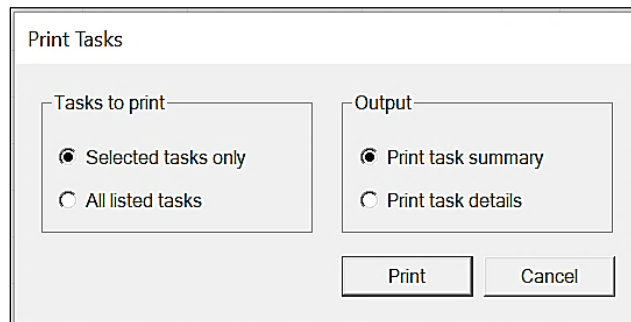 Print Tasks
Tasks to print
Selected tasks only
All listed tasks
Output
Print task summary
Print task details
Print
Cancel